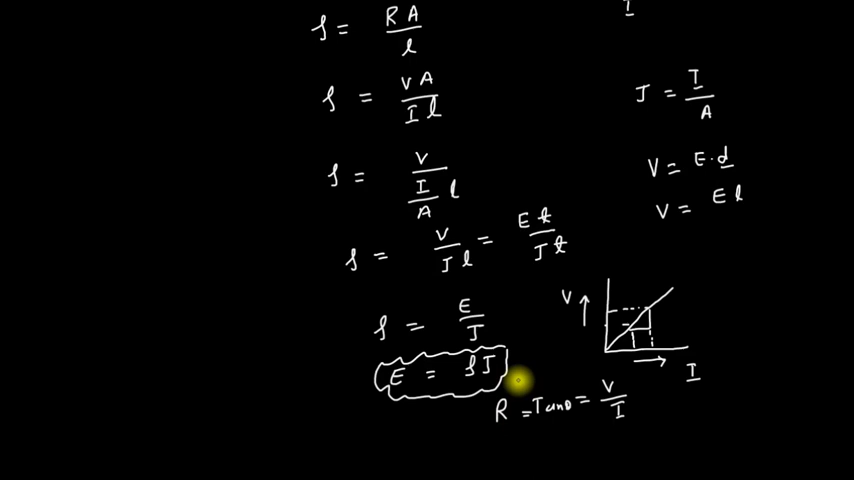 ρ = RA/l
I
ρ = VA/Il
J = I/A
ρ = V/(I/A l)
V = E.d
V = El
ρ = V/Jl = El/Jl
ρ = E/J
V ↑
E = ρJ
I
R = Tanθ = V/I